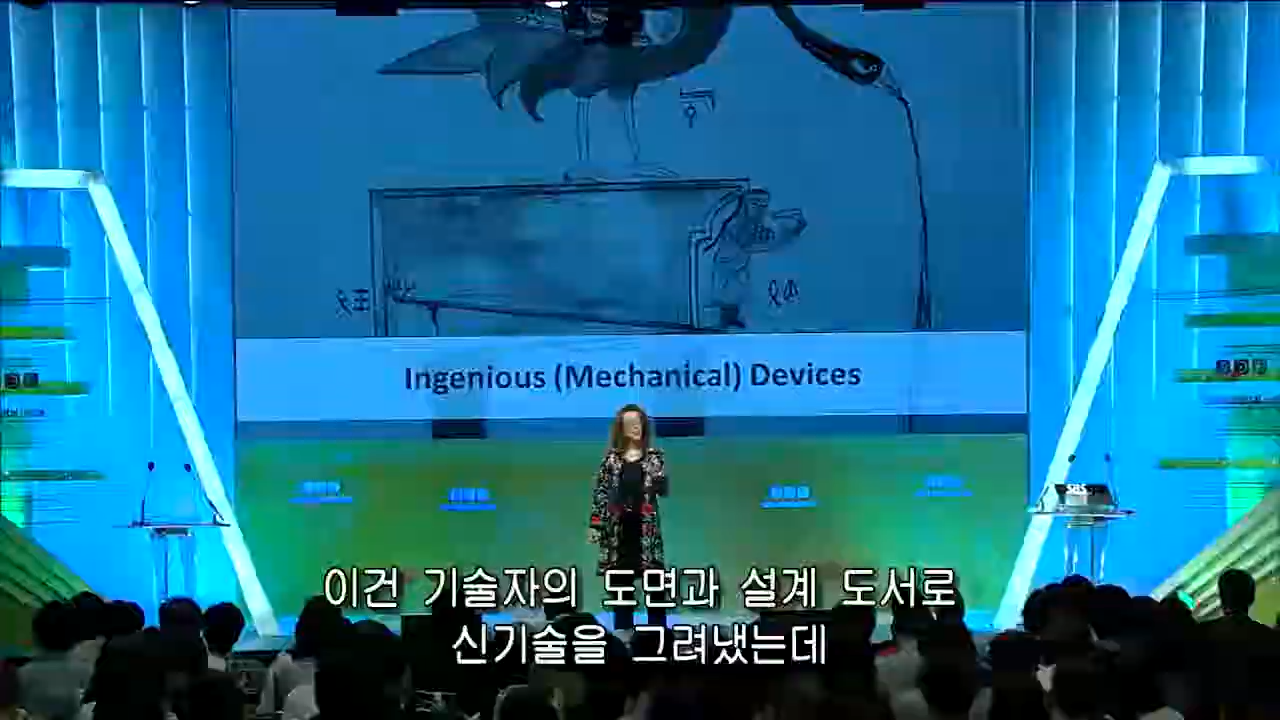 Ingenious (Mechanical) Devices
SBS
이건 기술자의 도면과 설계 도서로
신기술을 그려냈는데